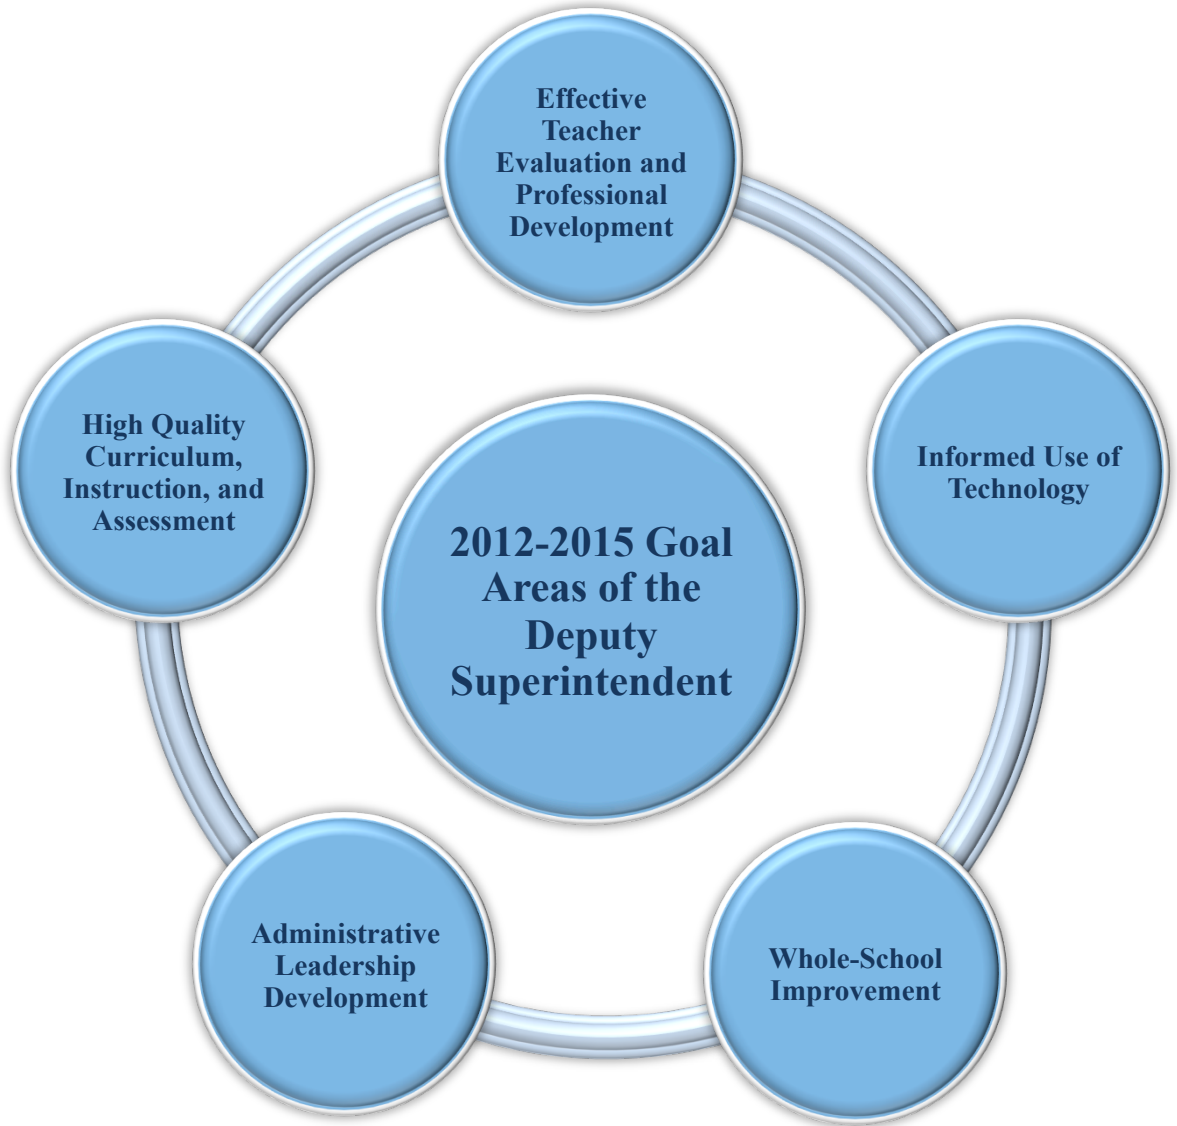 Effective
Teacher
Evaluation and
Professional
Development
High Quality
Curriculum,
Instruction, and
Assessment
Informed Use of
Technology
2012-2015 Goal
Areas of the
Deputy
Superintendent
Administrative
Leadership
Development
Whole-School
Improvement